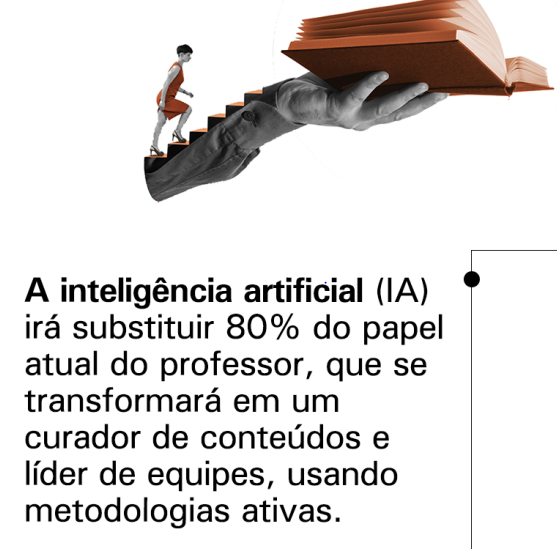 A inteligência artificial (IA)
irá substituir 80% do papel
atual do professor, que se
transformará em um
curador de conteúdos e
líder de equipes, usando
metodologias ativas.